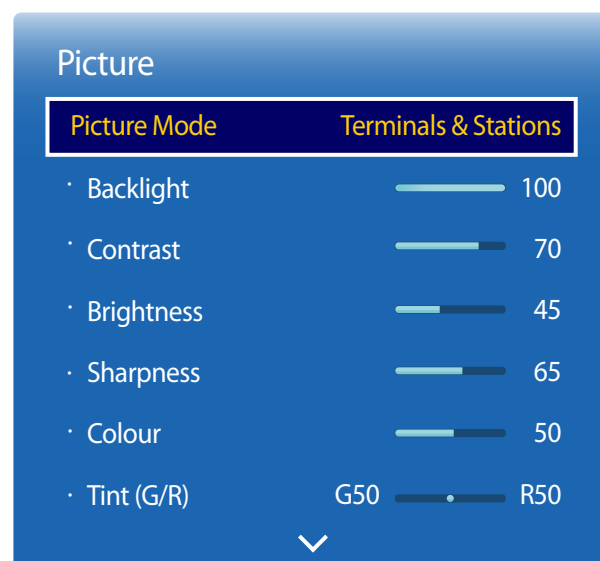 Picture
Picture Mode Terminals & Stations
· Backlight 100
· Contrast 70
· Brightness 45
· Sharpness 65
· Colour 50
· Tint (G/R) G50 R50